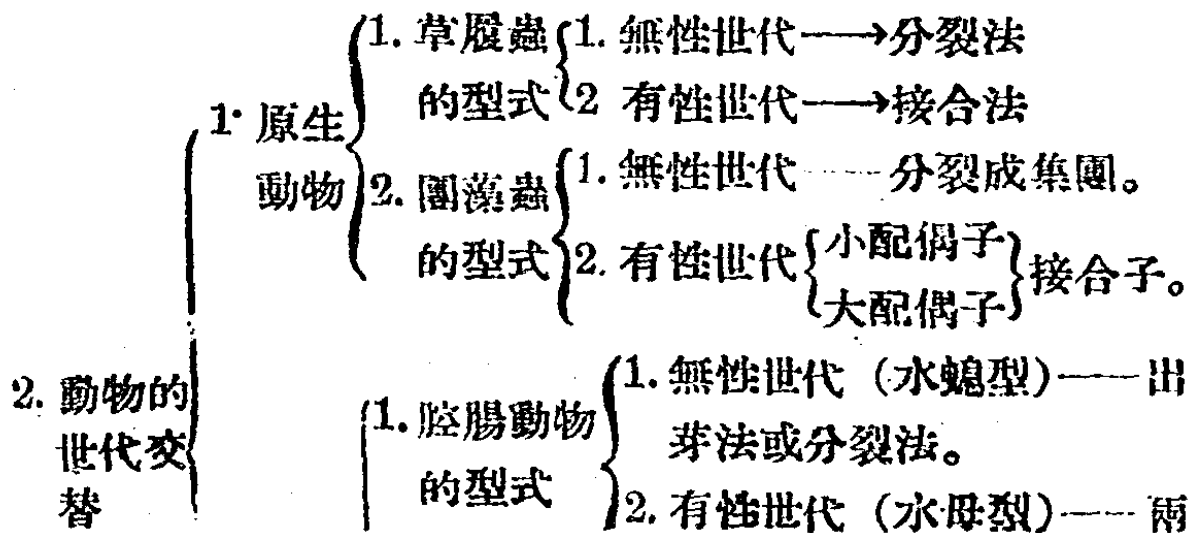 1. 草履蟲 1. 無性世代→分裂法
的型式 2 有性世代→接合法
1. 原生
動物 2. 團藻蟲 1. 無性世代……分裂成集團。
的型式 2. 有性世代 小配偶子 接合子。
大配偶子
2. 動物的 1. 腔腸動物 1. 無性世代（水螅型）——出
世代交 芽法或分裂法。
替 的型式 2. 有性世代（水母型）——兩